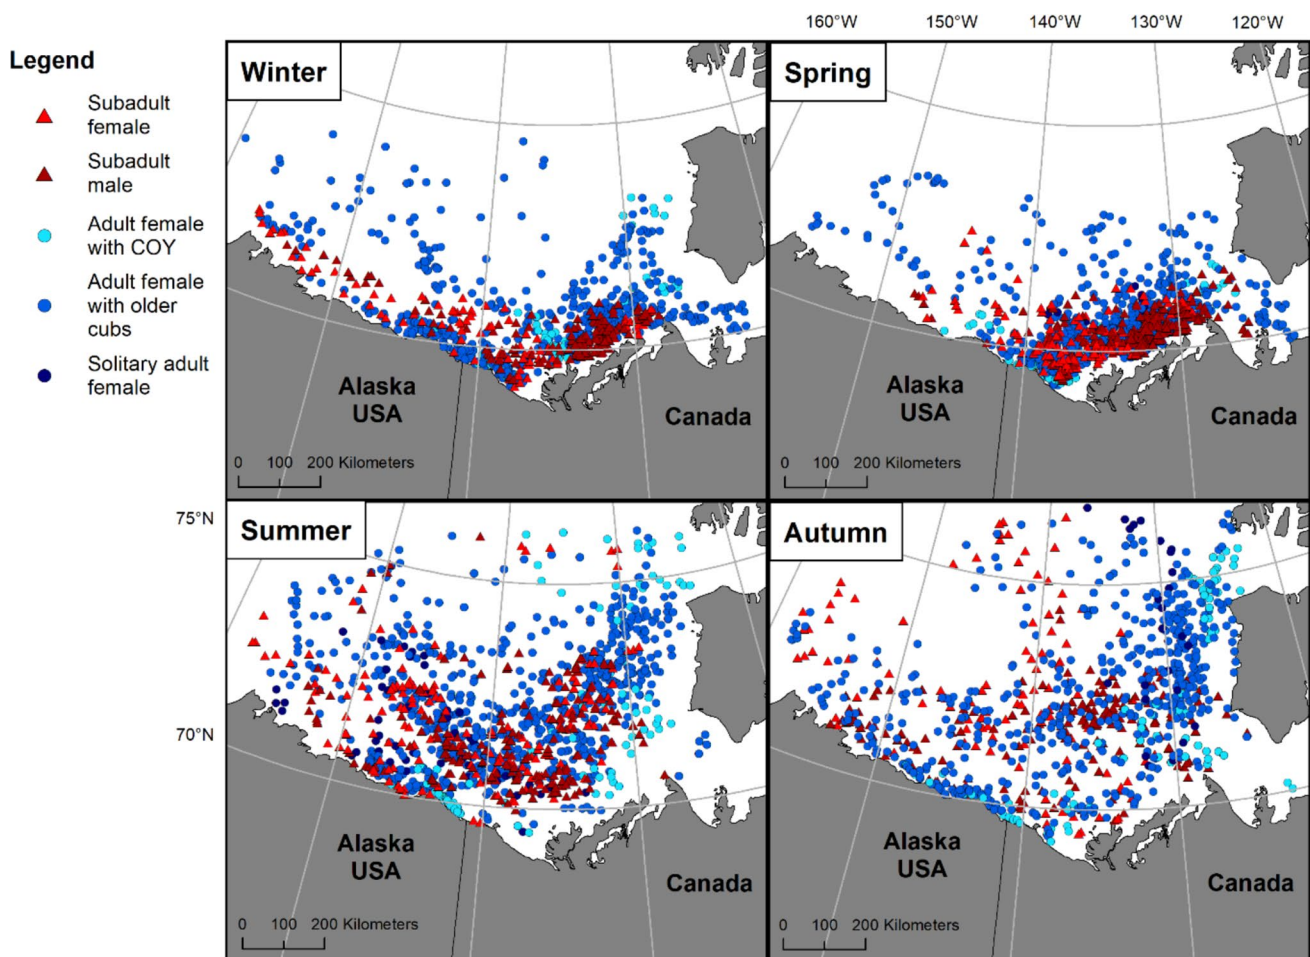 160°W 150°W 140°W 130°W 120°W
Legend
Subadult
female
Subadult
male
Adult female
with COY
Adult female
with older
cubs
Solitary adult
female
Winter
Alaska
USA
Canada
0 100 200 Kilometers
Spring
Alaska
USA
Canada
0 100 200 Kilometers
75°N
70°N
Summer
Alaska
USA
Canada
0 100 200 Kilometers
Autumn
Alaska
USA
Canada
0 100 200 Kilometers